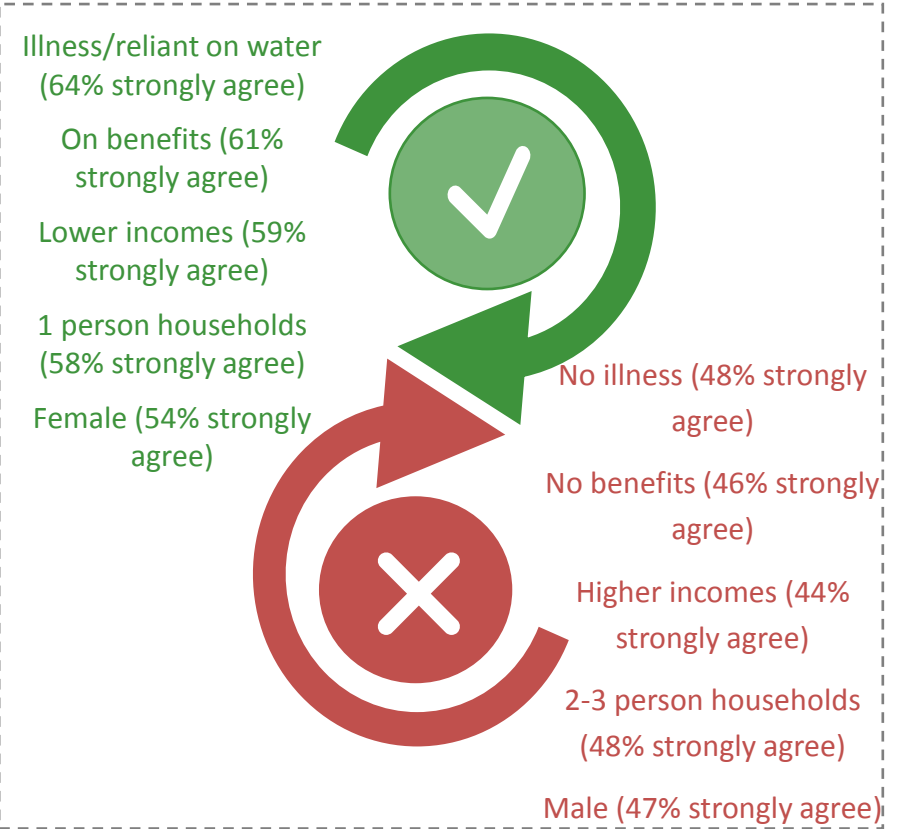 Illness/reliant on water
(64% strongly agree)
On benefits (61%
strongly agree)
Lower incomes (59%
strongly agree)
1 person households
(58% strongly agree)
Female (54% strongly
agree)
No illness (48% strongly
agree)
No benefits (46% strongly
agree)
Higher incomes (44%
strongly agree)
2-3 person households
(48% strongly agree)
Male (47% strongly agree)